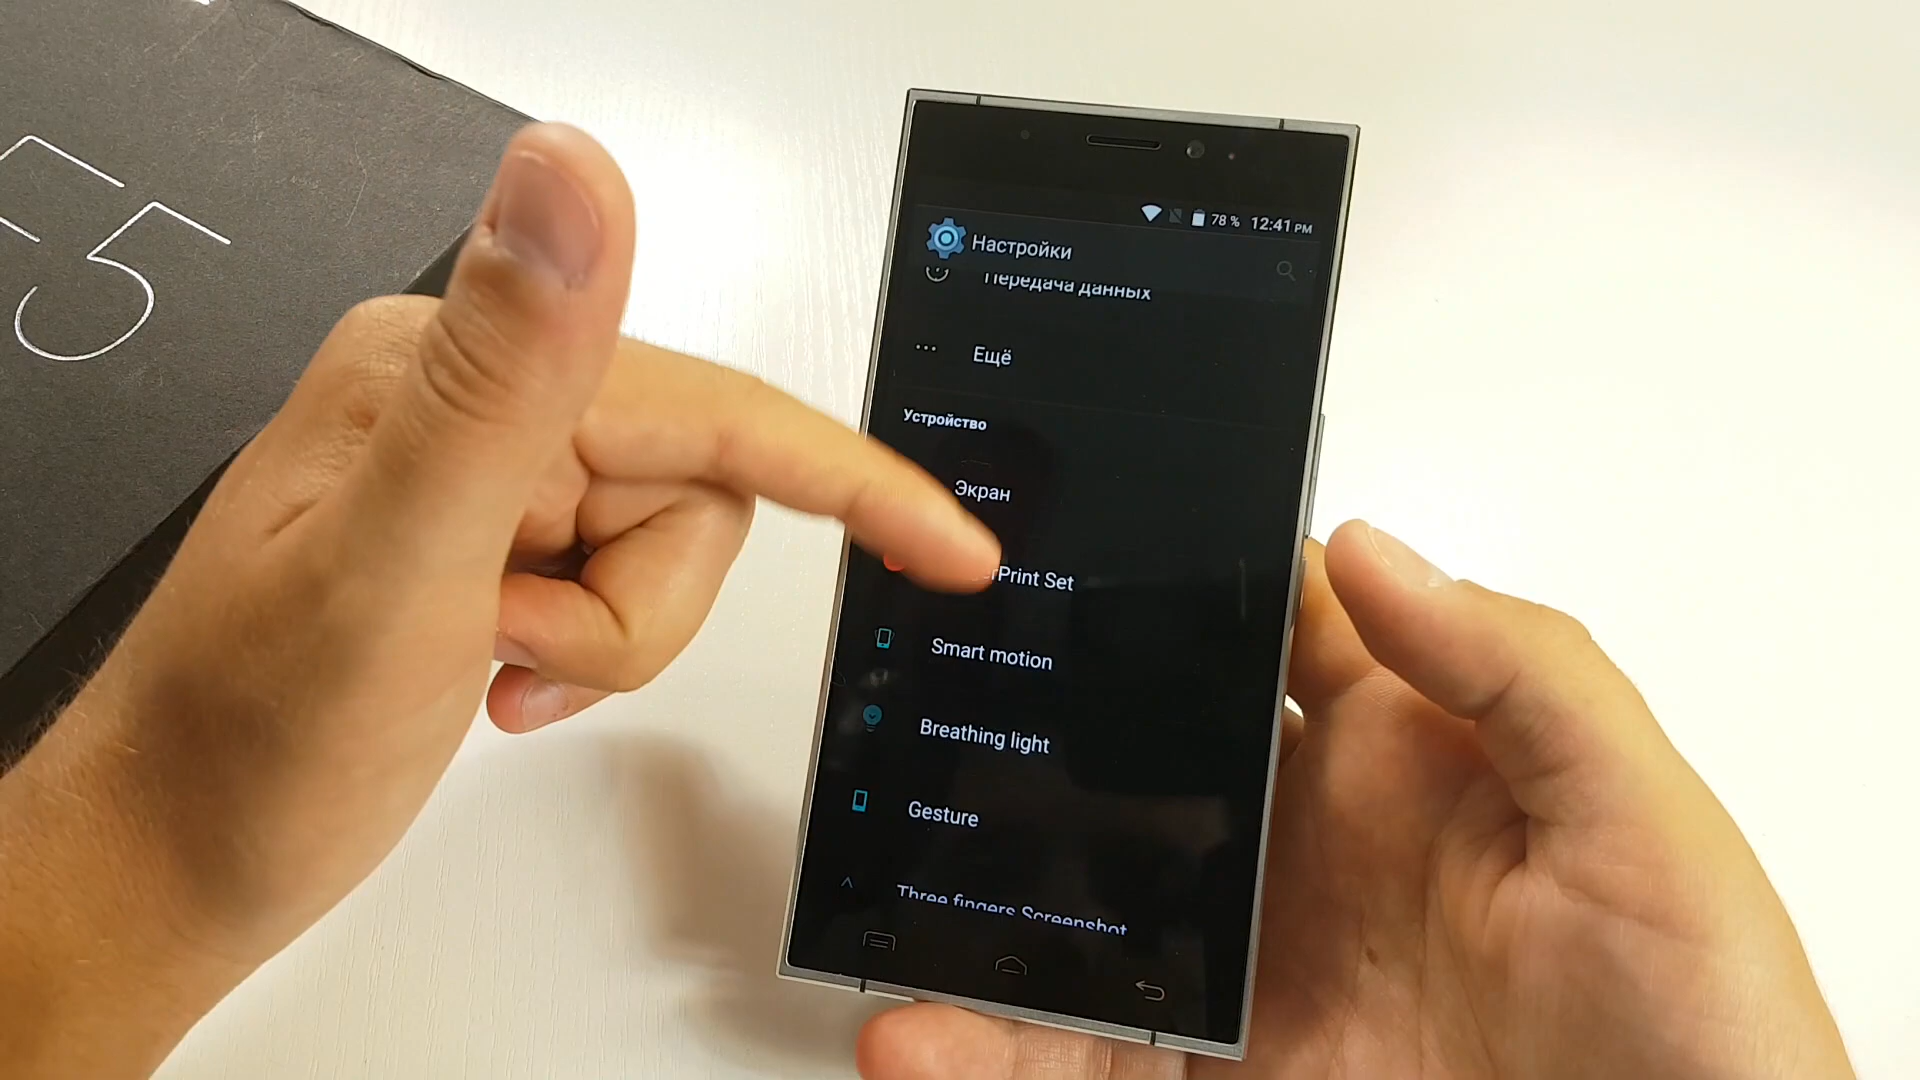 5
78 %
12:41 PM
Настройки
Передача данных
Ещё
Устройство
Экран
Print Set
Smart motion
Breathing light
Gesture
Three fingers Screenshot